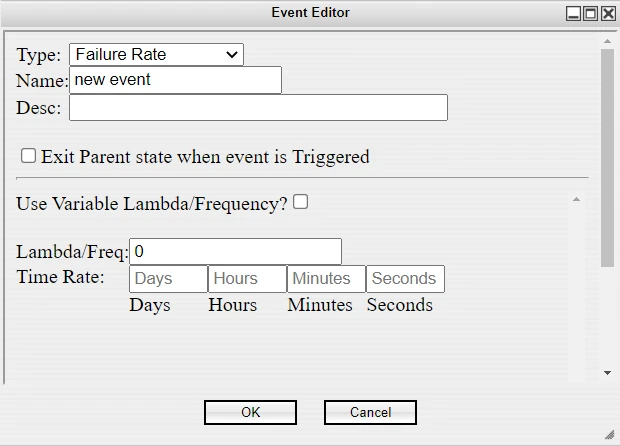 Event Editor
Type: Failure Rate
Name: new event
Desc:
Exit Parent state when event is Triggered
Use Variable Lambda/Frequency?
Lambda/Freq: 0
Time Rate: Days Hours Minutes Seconds
Days Hours Minutes Seconds
OK Cancel